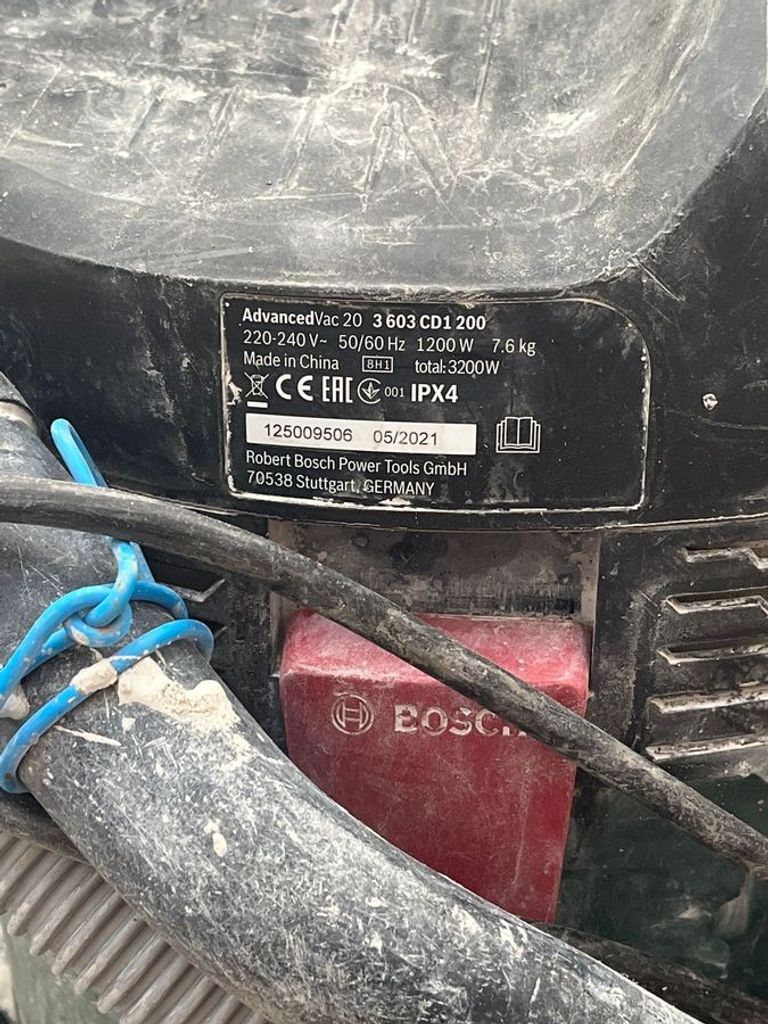 AdvancedVac 20 3 603 CD1 200
220-240 V~ 50/60 Hz 1200 W 7.6 kg
Made in China 8H1 total: 3200W
CE EAC 001 IPX4
125009506 05/2021
Robert Bosch Power Tools GmbH
70538 Stuttgart, GERMANY
BOSCH